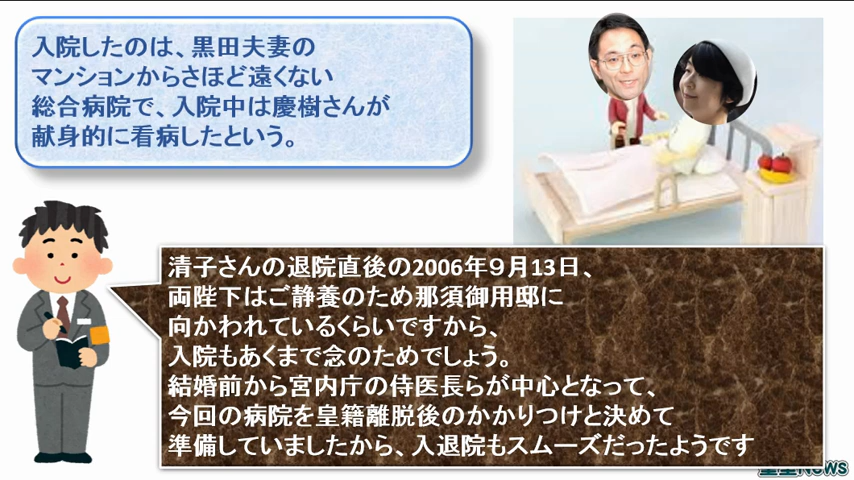 入院したのは、黒田夫妻の
マンションからさほど遠くない
総合病院で、入院中は慶樹さんが
献身的に看病したという。
清子さんの退院直後の2006年９月13日、
両陛下はご静養のため那須御用邸に
向かわれているくらいですから、
入院もあくまで念のためでしょう。
結婚前から宮内庁の侍医長らが中心となって、
今回の病院を皇籍離脱後のかかりつけと決めて
準備していましたから、入退院もスムーズだったようです
News